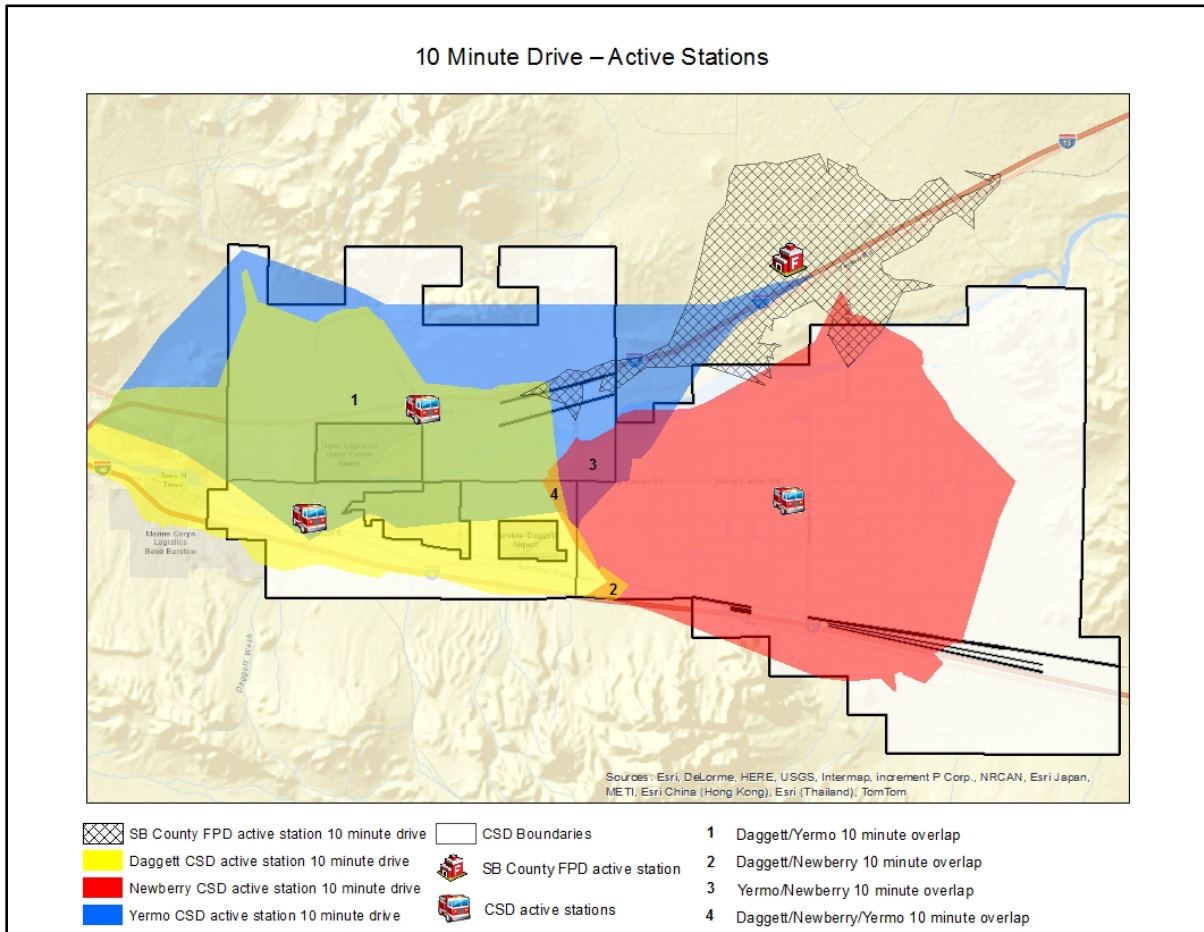 10 Minute Drive – Active Stations
15
15
1
3
4
40
Marine Corps
Logistics
Base Barstow
Barstow-Daggett
Airport
2
Daggett Wash
Sources: Esri, DeLorme, HERE, USGS, Intermap, increment P Corp., NRCAN, Esri Japan,
METI, Esri China (Hong Kong), Esri (Thailand), TomTom
SB County FPD active station 10 minute drive
Daggett CSD active station 10 minute drive
Newberry CSD active station 10 minute drive
Yermo CSD active station 10 minute drive
CSD Boundaries
F
SB County FPD active station
CSD active stations
1 Daggett/Yermo 10 minute overlap
2 Daggett/Newberry 10 minute overlap
3 Yermo/Newberry 10 minute overlap
4 Daggett/Newberry/Yermo 10 minute overlap